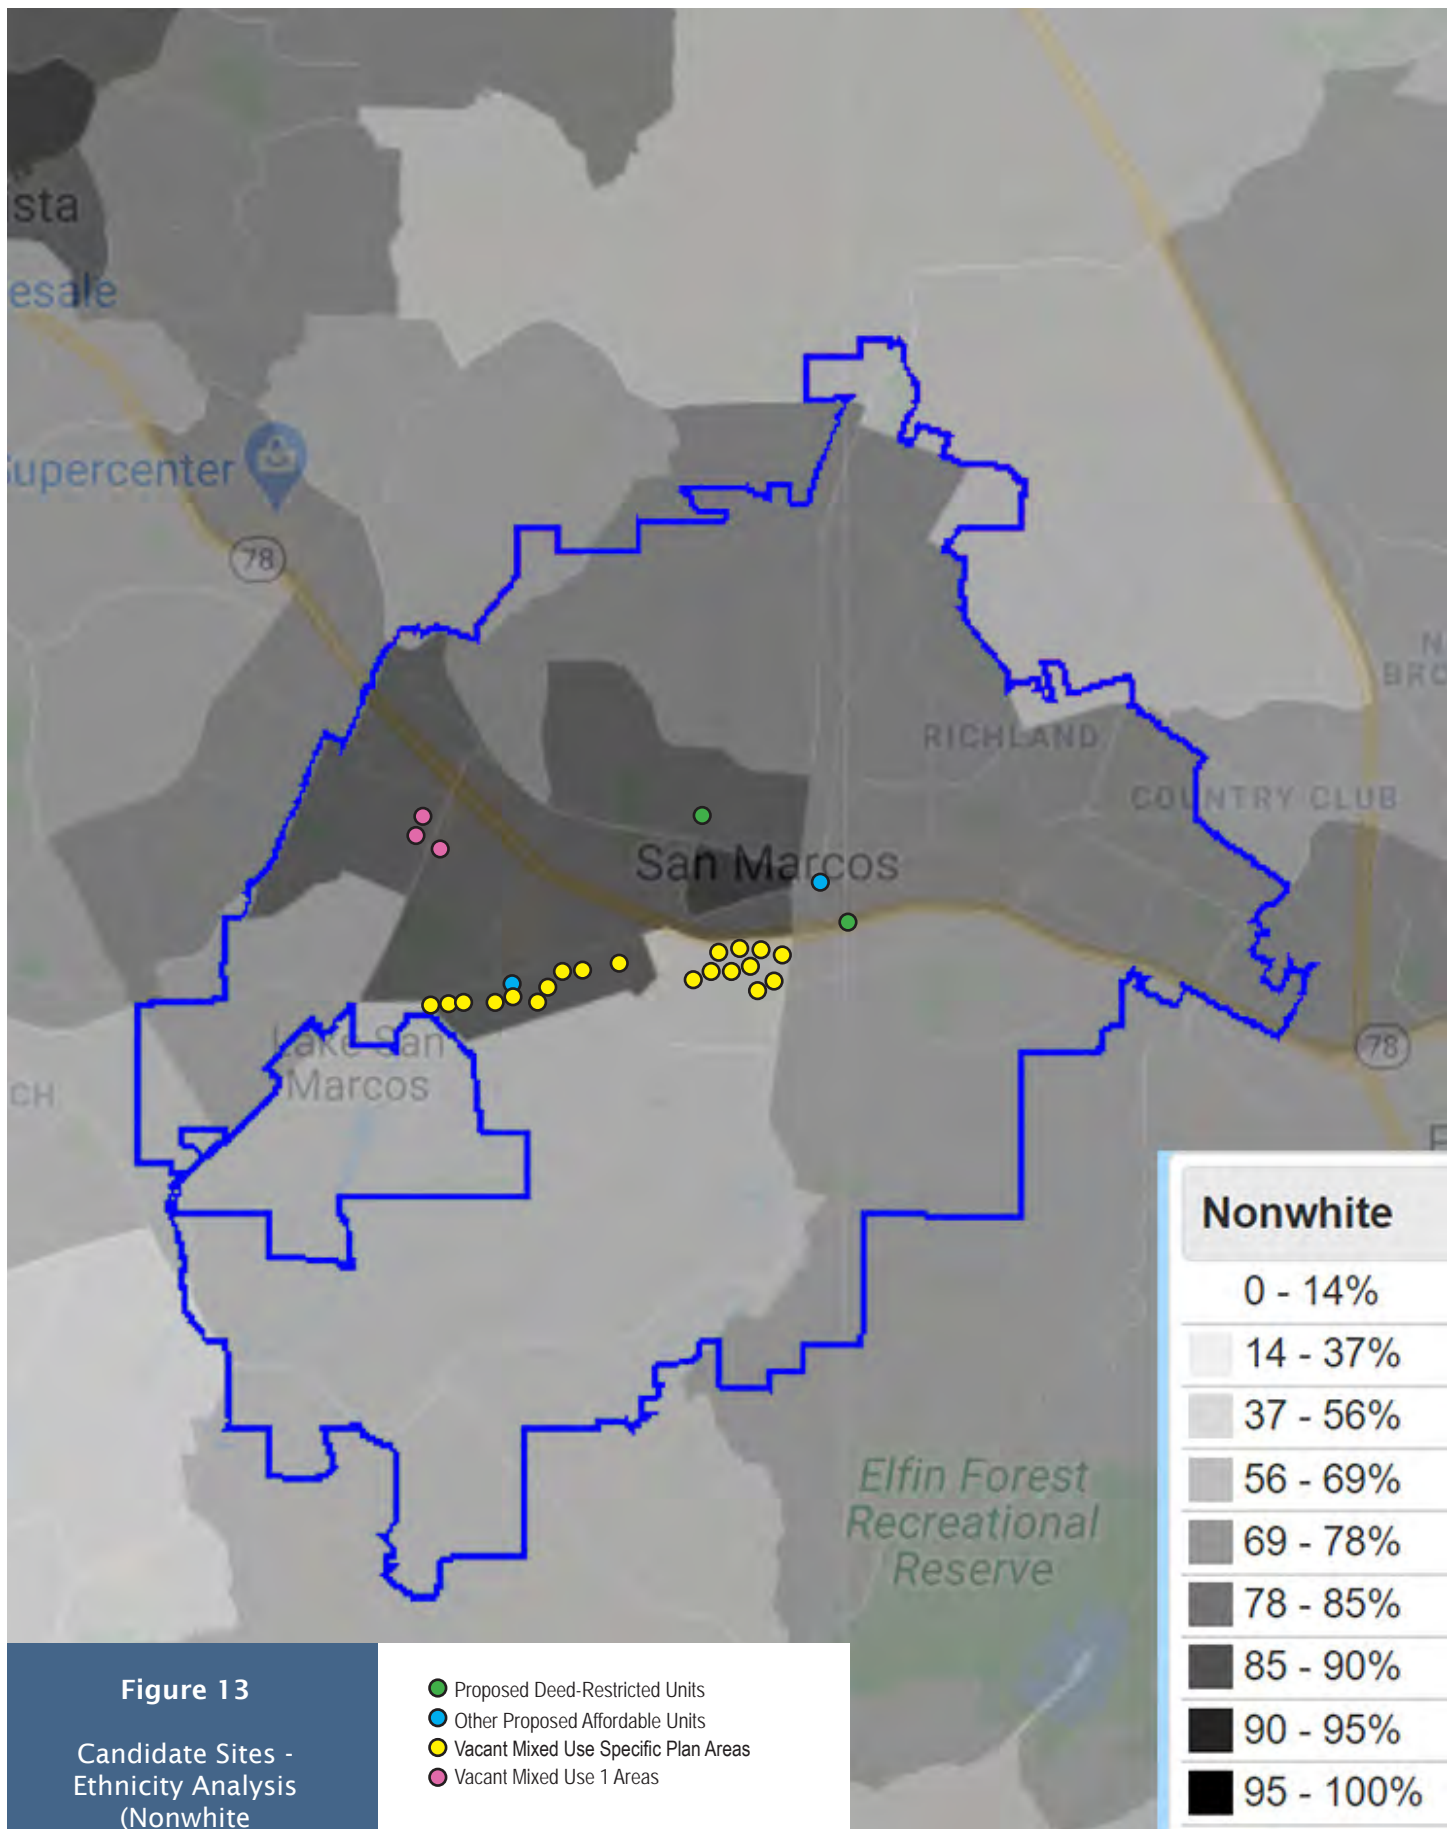 sta
esale
Supercenter
78
N
BRO
RICHLAND
COUNTRY CLUB
San Marcos
Lake San
Marcos
CH
78
Elfin Forest
Recreational
Reserve
Nonwhite
0 - 14%
14 - 37%
37 - 56%
56 - 69%
69 - 78%
78 - 85%
85 - 90%
90 - 95%
95 - 100%
Figure 13
Candidate Sites -
Ethnicity Analysis
(Nonwhite
Proposed Deed-Restricted Units
Other Proposed Affordable Units
Vacant Mixed Use Specific Plan Areas
Vacant Mixed Use 1 Areas